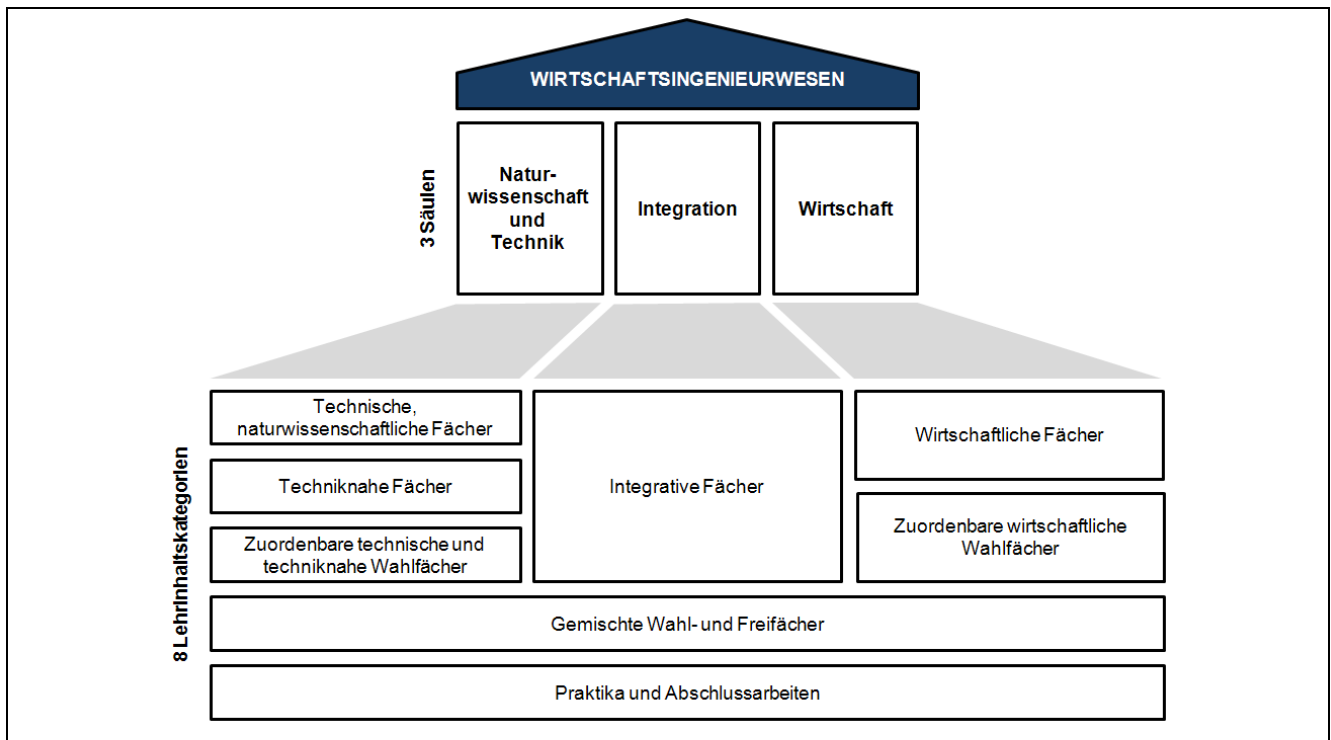 WIRTSCHAFTSINGENIEURWESEN
3 Säulen
Natur-
wissenschaft
und
Technik
Integration
Wirtschaft
8 Lehrinhaltskategorien
Technische,
naturwissenschaftliche Fächer
Techniknahe Fächer
Zuordenbare technische und
techniknahe Wahlfächer
Integrative Fächer
Wirtschaftliche Fächer
Zuordenbare wirtschaftliche
Wahlfächer
Gemischte Wahl- und Freifächer
Praktika und Abschlussarbeiten